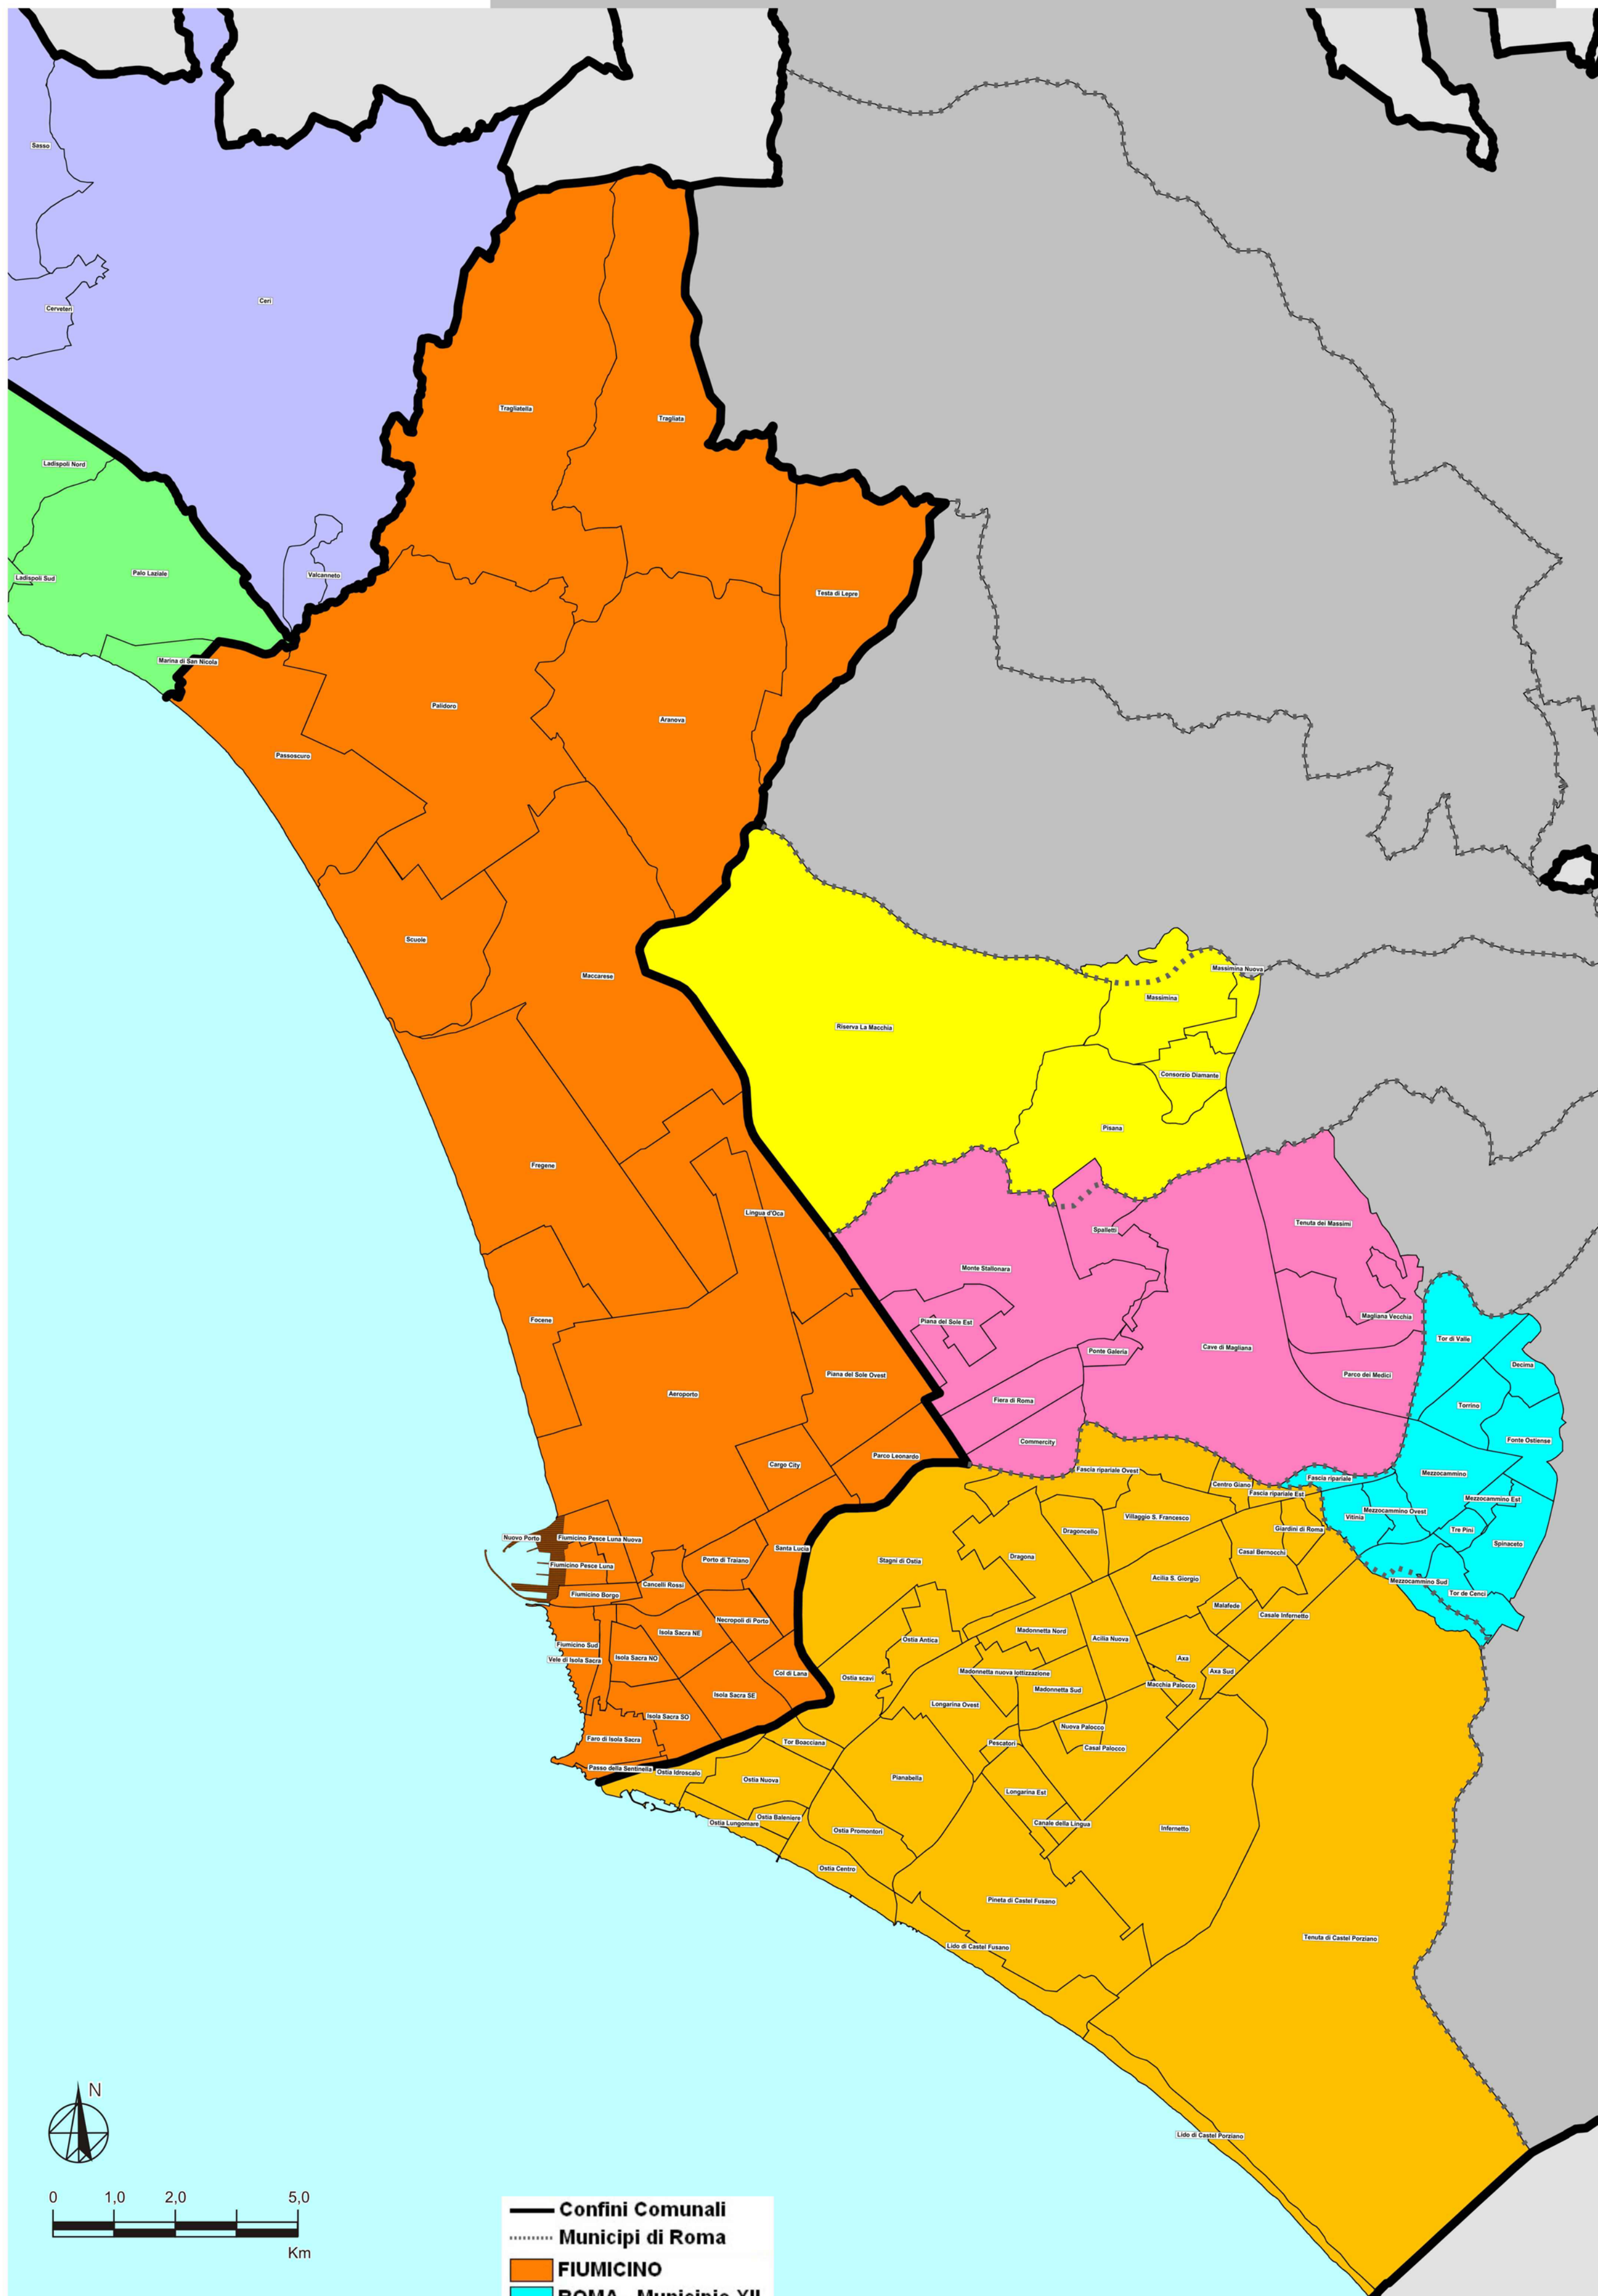 Sasso
Ceri
Cerveteri
Tragliatella
Tragliata
Ladispoli Nord
Palo Laziale
Ladispoli Sud
Valcanneto
Testa di Lepre
Marina di San Nicola
Palidoro
Aranova
Passoscuro
Scuole
Maccarese
Massimina Nuova
Massimina
Riserva La Macchia
Consorzio Diamante
Pisana
Fregene
Lingua d'Oca
Tenuta dei Massimi
Spalletti
Monte Stallonara
Magliana Vecchia
Focene
Piana del Sole Est
Tor di Valle
Cave di Magliana
Ponte Galeria
Decima
Piana del Sole Ovest
Parco dei Medici
Aeroporto
Fiera di Roma
Torrino
Commercity
Fonte Ostiense
Parco Leonardo
Cargo City
Fascia ripariale Ovest
Mezzocammino
Fascia ripariale
Centro Giano
Fascia ripariale Est
Mezzocammino Est
Mezzocammino Ovest
Vitinia
Villaggio S. Francesco
Dragoncello
Giardini di Roma
Tre Pini
Nuovo Porto
Fiumicino Pesce Luna Nova
Santa Lucia
Spinaceto
Casal Bernocchi
Dragona
Porto di Traiano
Stagni di Ostia
Fiumicino Pesce Luna
Acilia S. Giorgio
Mezzocammino Sud
Cancelli Rossi
Tor de Cenci
Fiumicino Borgo
Malafede
Casale Infernetto
Necropoli di Porto
Isola Sacra NE
Madonnetta Nord
Acilia Nuova
Ostia Antica
Fiumicino Sud
Isola Sacra NO
Vele di Isola Sacra
Axa
Axa Sud
Madonnetta nuova lottizzazione
Col di Lana
Ostia scavi
Macchia Palocco
Madonnetta Sud
Isola Sacra SE
Longarina Ovest
Isola Sacra SO
Nuova Palocco
Faro di Isola Sacra
Tor Boacciana
Pescatori
Casal Palocco
Passo della Sentinella
Ostia Idroscalo
Ostia Nuova
Pianabella
Longarina Est
Ostia Baleniere
Ostia Lungomare
Canale della Lingua
Infernetto
Ostia Promontori
Ostia Centro
Pineta di Castel Fusano
Tenuta di Castel Porziano
Lido di Castel Fusano
Lido di Castel Porziano
N
0 1,0 2,0 5,0
Km
Confini Comunali
Municipi di Roma
FIUMICINO
ROMA - Municipio XII